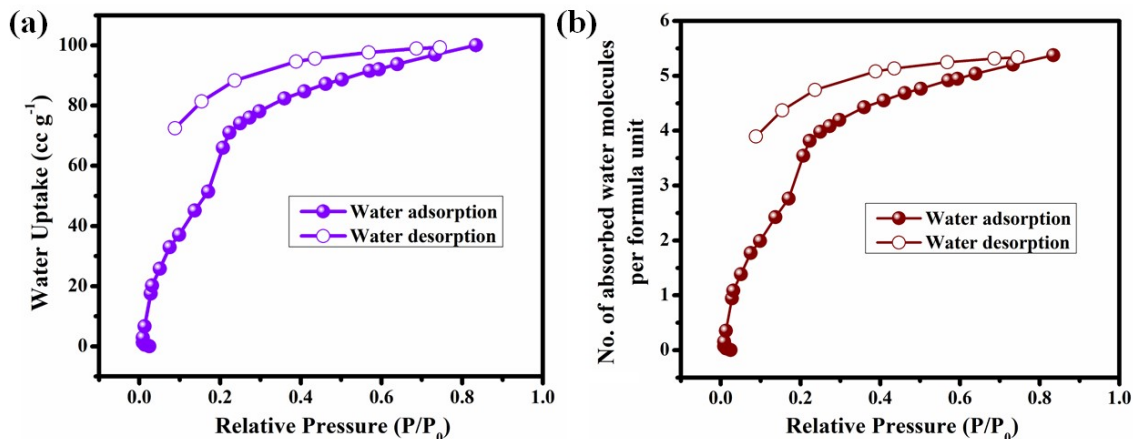 (a)
100
80
60
40
20
0
Water Uptake (cc g⁻¹)
Water adsorption
Water desorption
0.0 0.2 0.4 0.6 0.8 1.0
Relative Pressure (P/P₀)
(b)
6
5
4
3
2
1
0
No. of absorbed water molecules
per formula unit
Water adsorption
Water desorption
0.0 0.2 0.4 0.6 0.8 1.0
Relative Pressure (P/P₀)